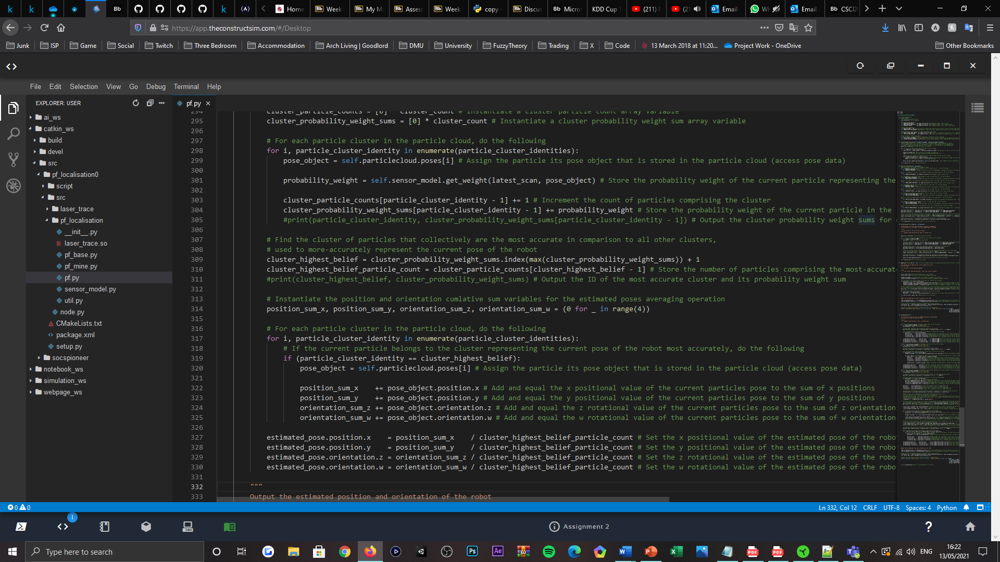 Bb
Home
Week
My M
Assess
Week
copy
Discus
Micros
KDD Cup
(211)
(21
Email
Wh
Email
CSCI2
https://app.theconstructsim.com/#/Desktop
Junk
ISP
Game
Social
Twitch
Three Bedroom
Accommodation
Arch Living | Goodlord
DMU
University
FuzzyTheory
Trading
X
Code
13 March 2018 at 11:20...
Project Work - OneDrive
Other Bookmarks
File Edit Selection View Go Debug Terminal Help
EXPLORER: USER
pf.py
ai_ws
catkin_ws
build
devel
src
pf_localisation0
script
src
laser_trace
pf_localisation
__init__.py
laser_trace.so
pf_base.py
pf_mine.py
pf.py
sensor_model.py
util.py
node.py
CMakeLists.txt
package.xml
setup.py
socspioneer
notebook_ws
simulation_ws
webpage_ws
294 cluster_particle_counts = [0] * cluster_count # Instantiate a cluster particle count array variable
295 cluster_probability_weight_sums = [0] * cluster_count # Instantiate a cluster probability weight sum array variable
296
297 # For each particle cluster in the particle cloud, do the following
298 for i, particle_cluster_identity in enumerate(particle_cluster_identities):
299 pose_object = self.particlecloud.poses[i] # Assign the particle its pose object that is stored in the particle cloud (access pose data)
300
301 probability_weight = self.sensor_model.get_weight(latest_scan, pose_object) # Store the probability weight of the current particle representing the
302
303 cluster_particle_counts[particle_cluster_identity - 1] += 1 # Increment the count of particles comprising the cluster
304 cluster_probability_weight_sums[particle_cluster_identity - 1] += probability_weight # Store the probability weight of the current particle in the
305 #print(particle_cluster_identity, cluster_probability_weight_sums[particle_cluster_identity - 1]) # Output the cluster probability weight sums for
306
307 # Find the cluster of particles that collectively are the most accurate in comparison to all other clusters,
308 # used to more-accurately represent the current pose of the robot
309 cluster_highest_belief = cluster_probability_weight_sums.index(max(cluster_probability_weight_sums)) + 1
310 cluster_highest_belief_particle_count = cluster_particle_counts[cluster_highest_belief - 1] # Store the number of particles comprising the most-accurat
311 #print(cluster_highest_belief, cluster_probability_weight_sums) # Output the ID of the most accurate cluster and its probability weight sum
312
313 # Instantiate the position and orientation cumlative sum variables for the estimated poses averaging operation
314 position_sum_x, position_sum_y, orientation_sum_z, orientation_sum_w = (0 for _ in range(4))
315
316 # For each particle cluster in the particle cloud, do the following
317 for i, particle_cluster_identity in enumerate(particle_cluster_identities):
318 # If the current particle belongs to the cluster representing the current pose of the robot most accurately, do the following
319 if (particle_cluster_identity == cluster_highest_belief):
320 pose_object = self.particlecloud.poses[i] # Assign the particle its pose object that is stored in the particle cloud (access pose data)
321
322 position_sum_x += pose_object.position.x # Add and equal the x positional value of the current particles pose to the sum of x positions
323 position_sum_y += pose_object.position.y # Add and equal the y positional value of the current particles pose to the sum of y positions
324 orientation_sum_z += pose_object.orientation.z # Add and equal the z rotational value of the current particles pose to the sum of z orientation
325 orientation_sum_w += pose_object.orientation.w # Add and equal the w rotational value of the current particles pose to the sum of w orientation
326
327 estimated_pose.position.x = position_sum_x / cluster_highest_belief_particle_count # Set the x positional value of the estimated pose of the robo
328 estimated_pose.position.y = position_sum_y / cluster_highest_belief_particle_count # Set the y positional value of the estimated pose of the robo
329 estimated_pose.orientation.z = orientation_sum_z / cluster_highest_belief_particle_count # Set the z rotational value of the estimated pose of the robo
330 estimated_pose.orientation.w = orientation_sum_w / cluster_highest_belief_particle_count # Set the w rotational value of the estimated pose of the robo
331
332 """
333 Output the estimated position and orientation of the robot
0 0
Ln 332, Col 12 CRLF UTF-8 Spaces: 4 Python
1
Assignment 2
?
Type here to search
ENG
16:22
13/05/2021